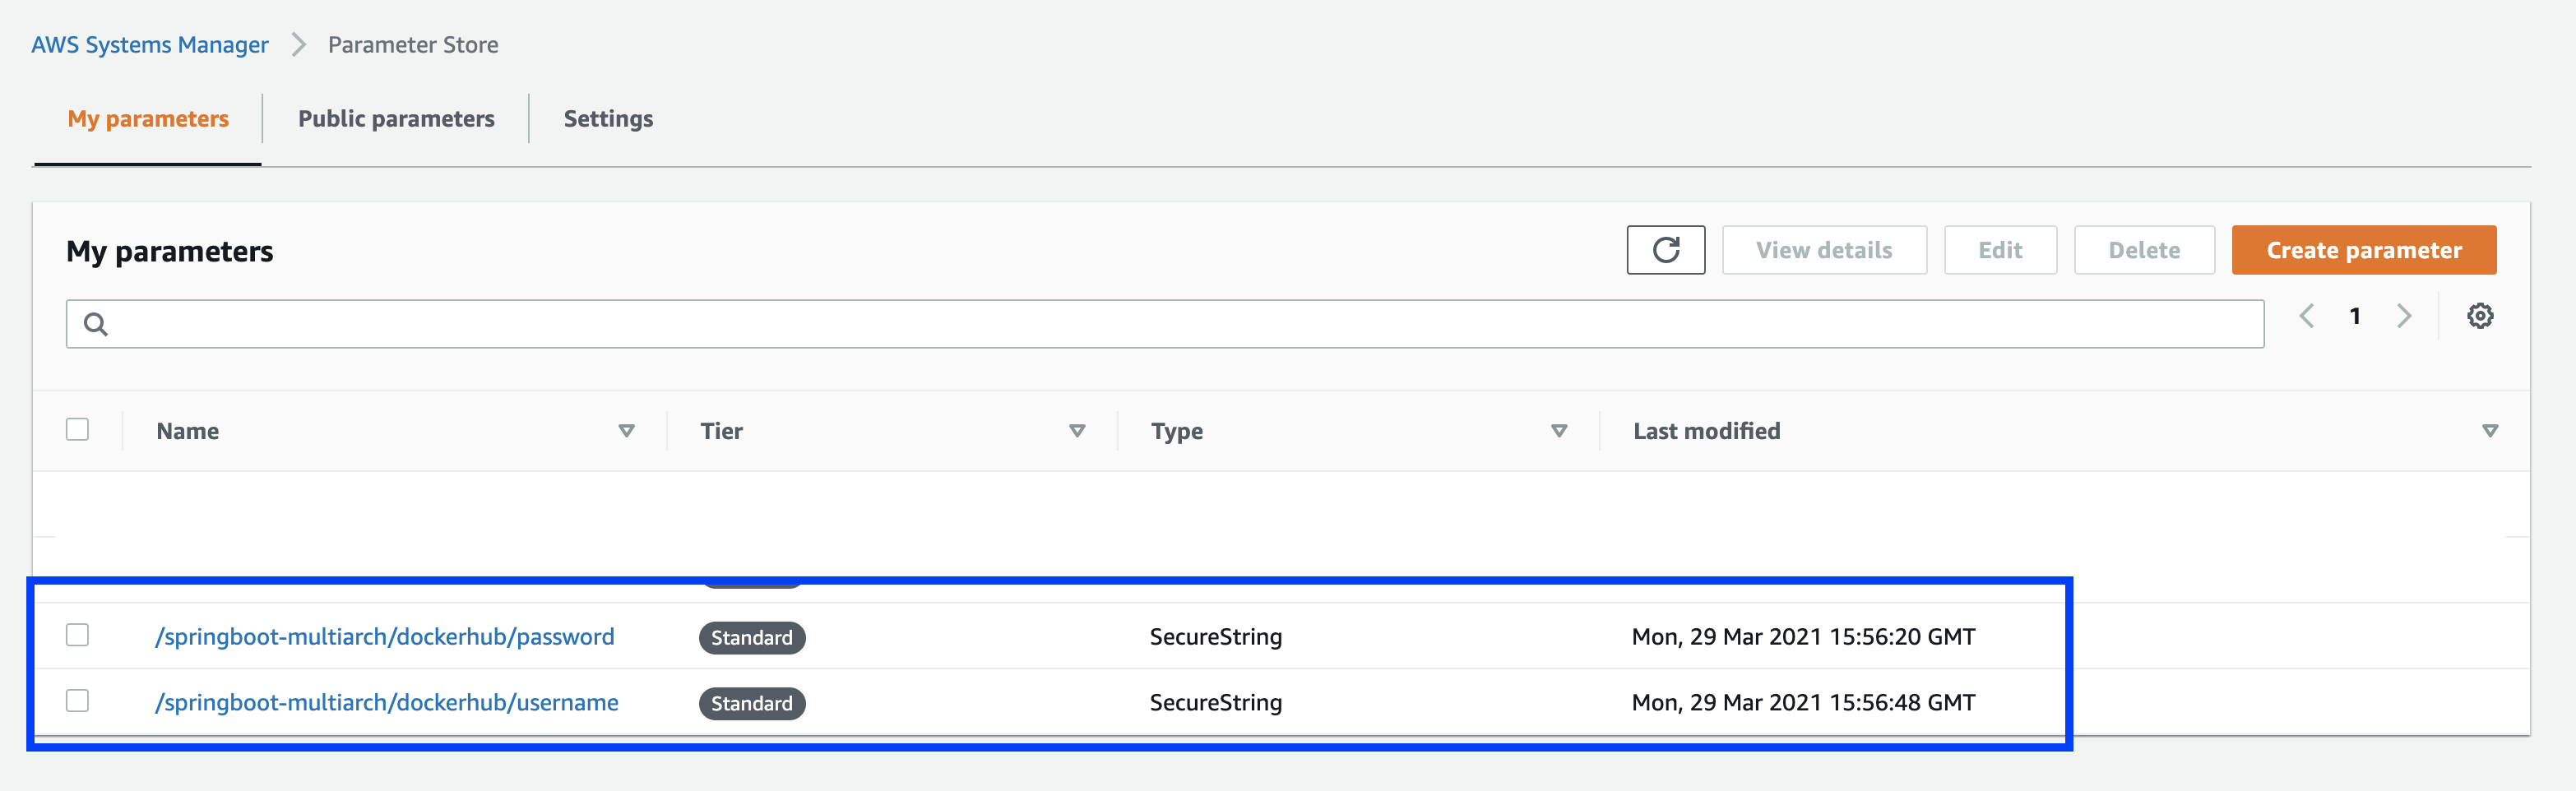 AWS Systems Manager Parameter Store
My parameters Public parameters Settings
My parameters View details Edit Delete Create parameter
1
Name Tier Type Last modified
/springboot-multiarch/dockerhub/password Standard SecureString Mon, 29 Mar 2021 15:56:20 GMT
/springboot-multiarch/dockerhub/username Standard SecureString Mon, 29 Mar 2021 15:56:48 GMT